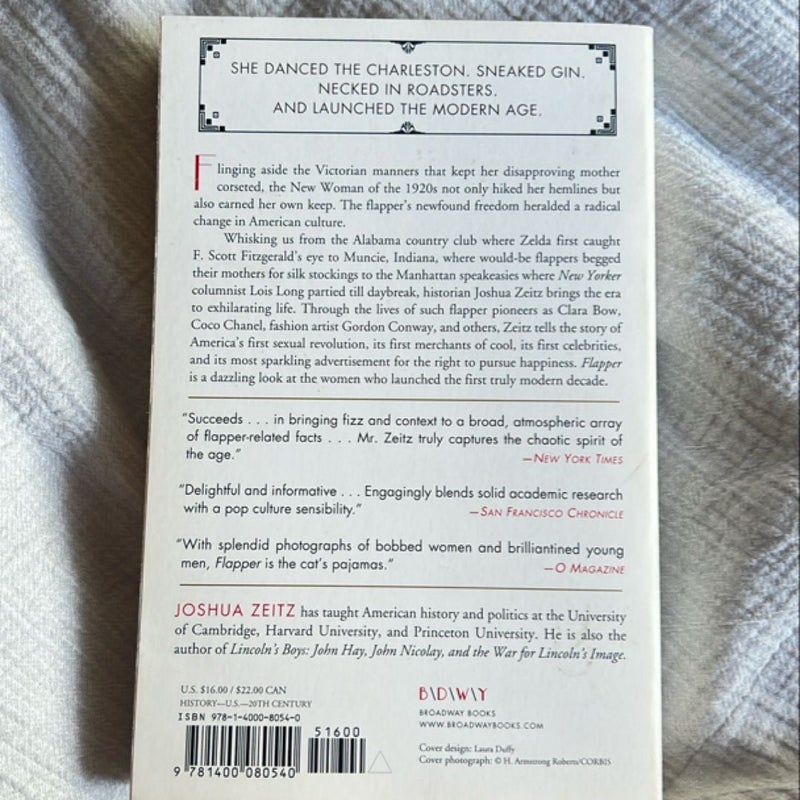 SHE DANCED THE CHARLESTON. SNEAKED GIN.
NECKED IN ROADSTERS.
AND LAUNCHED THE MODERN AGE.
Flinging aside the Victorian manners that kept her disapproving mother
corseted, the New Woman of the 1920s not only hiked her hemlines but
also earned her own keep. The flapper's newfound freedom heralded a radical
change in American culture.
Whisking us from the Alabama country club where Zelda first caught
F. Scott Fitzgerald's eye to Muncie, Indiana, where would-be flappers begged
their mothers for silk stockings to the Manhattan speakeasies where New Yorker
columnist Lois Long partied till daybreak, historian Joshua Zeitz brings the era
to exhilarating life. Through the lives of such flapper pioneers as Clara Bow,
Coco Chanel, fashion artist Gordon Conway, and others, Zeitz tells the story of
America's first sexual revolution, its first merchants of cool, its first celebrities,
and its most sparkling advertisement for the right to pursue happiness. Flapper
is a dazzling look at the women who launched the first truly modern decade.
"Succeeds . . . in bringing fizz and context to a broad, atmospheric array
of flapper-related facts . . . Mr. Zeitz truly captures the chaotic spirit of
the age."
—NEW YORK TIMES
"Delightful and informative . . . Engagingly blends solid academic research
with a pop culture sensibility."
—SAN FRANCISCO CHRONICLE
"With splendid photographs of bobbed women and brilliantined young
men, Flapper is the cat's pajamas."
—O MAGAZINE
JOSHUA ZEITZ has taught American history and politics at the University
of Cambridge, Harvard University, and Princeton University. He is also the
author of Lincoln's Boys: John Hay, John Nicolay, and the War for Lincoln's Image.
U.S. $16.00 / $22.00 CAN
HISTORY—U.S.—20TH CENTURY
ISBN 978-1-4000-8054-0
51600
9 781400 080540
B\D\W\Y
BROADWAY BOOKS
WWW.BROADWAYBOOKS.COM
Cover design: Laura Duffy
Cover photograph: © H. Armstrong Roberts/CORBIS